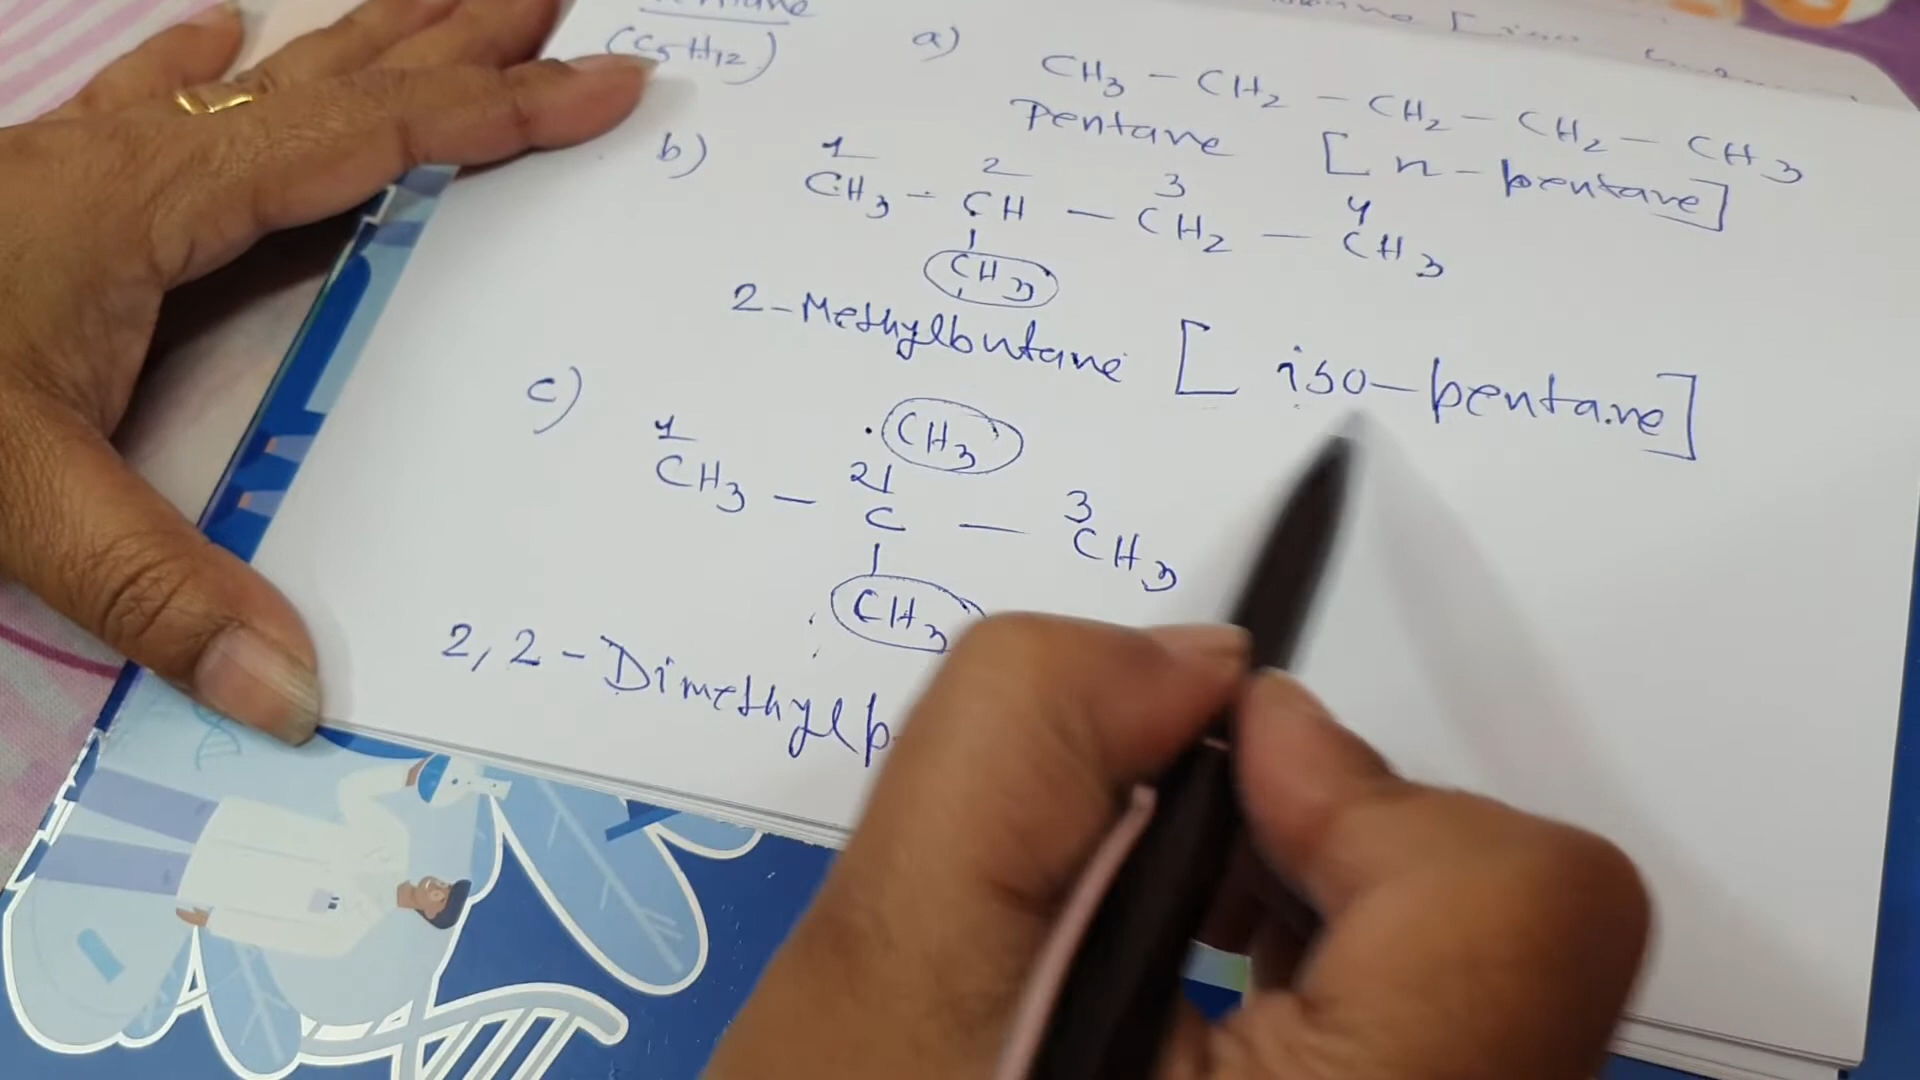 (C5H12)
a) CH3 - CH2 - CH2 - CH2 - CH3
Pentane [n-pentane]
b) 1 2 3 4
CH3 - CH - CH2 - CH3
CH3
2-Methylbutane [iso-pentane]
c) CH3
1 2 3
CH3 - C - CH3
CH3
2,2-Dimethylp